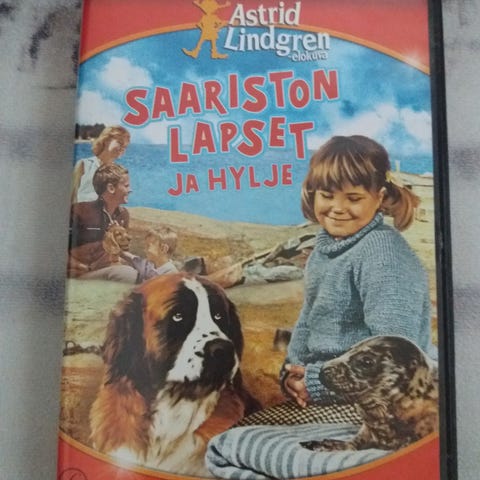 Astrid
Lindgren
-elokuva
SAARISTON
LAPSET
JA HYLJE